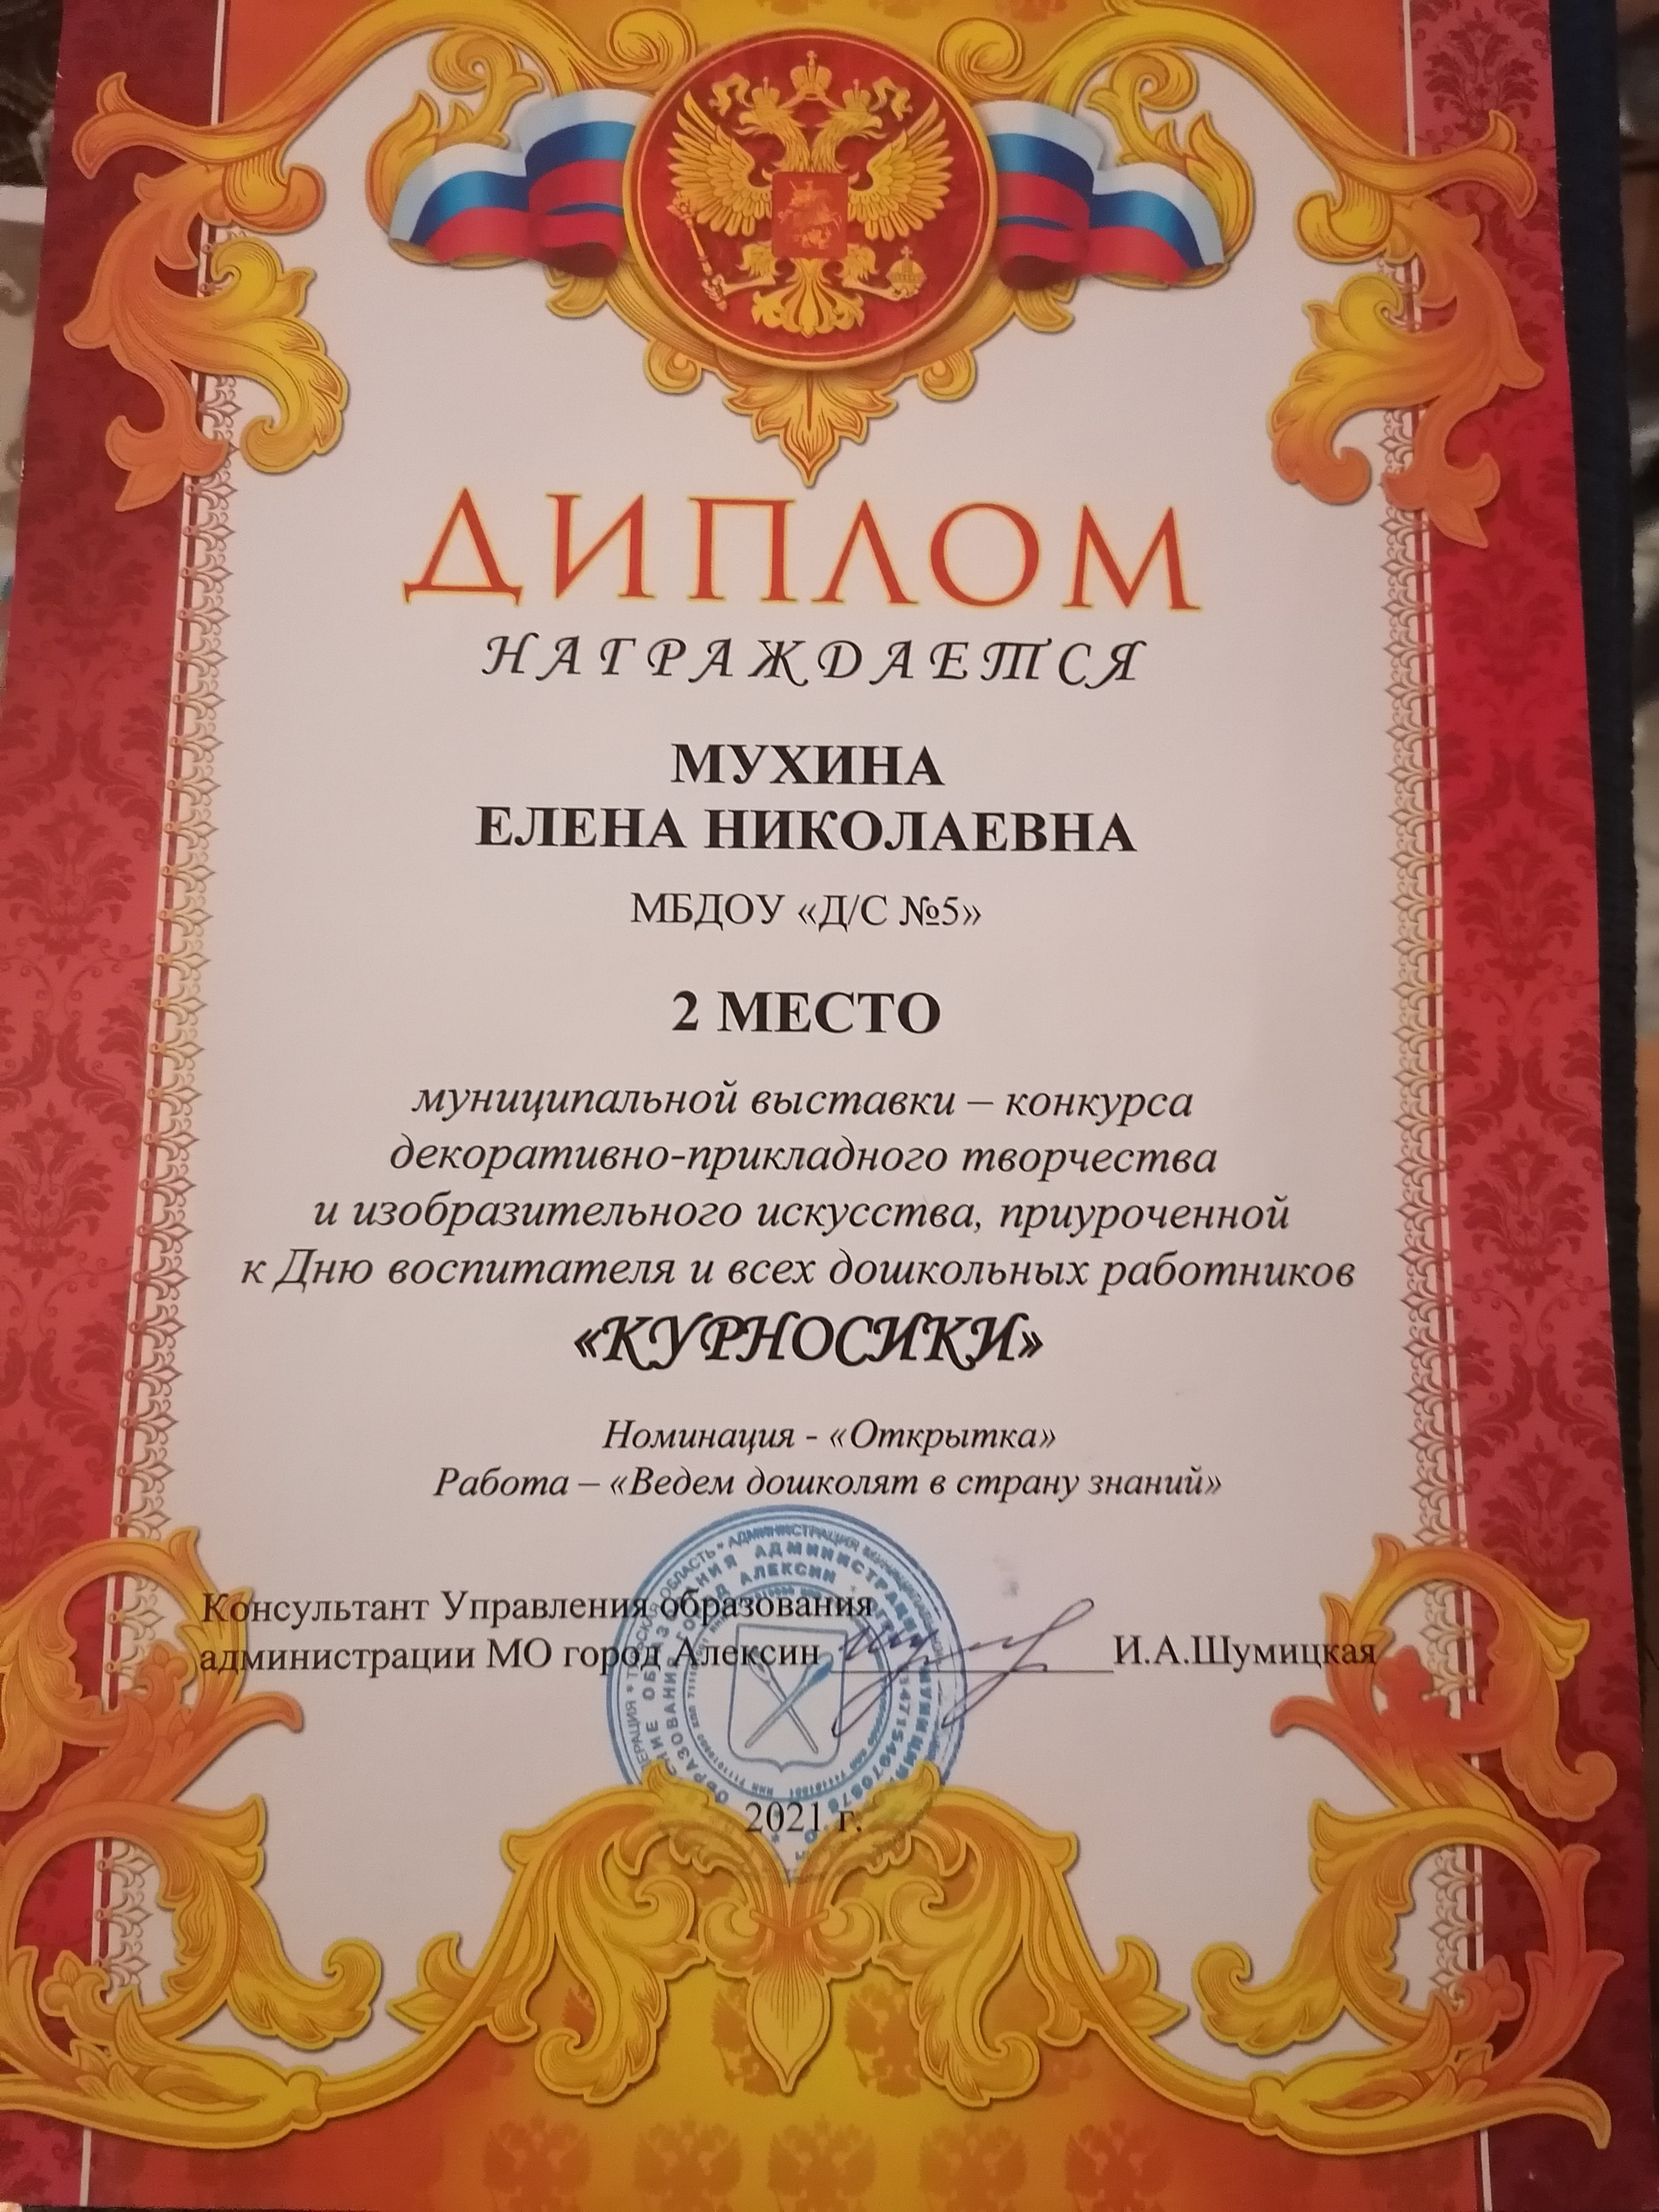 ДИПЛОМ
НАГРАЖДАЕТСЯ
МУХИНА
ЕЛЕНА НИКОЛАЕВНА
МБДОУ «Д/С №5»
2 МЕСТО
муниципальной выставки – конкурса
декоративно-прикладного творчества
и изобразительного искусства, приуроченной
к Дню воспитателя и всех дошкольных работников
«КУРНОСИКИ»
Номинация - «Открытка»
Работа – «Ведем дошколят в страну знаний»
Консультант Управления образования
администрации МО город Алексин И.А.Шумицкая
2021 г.